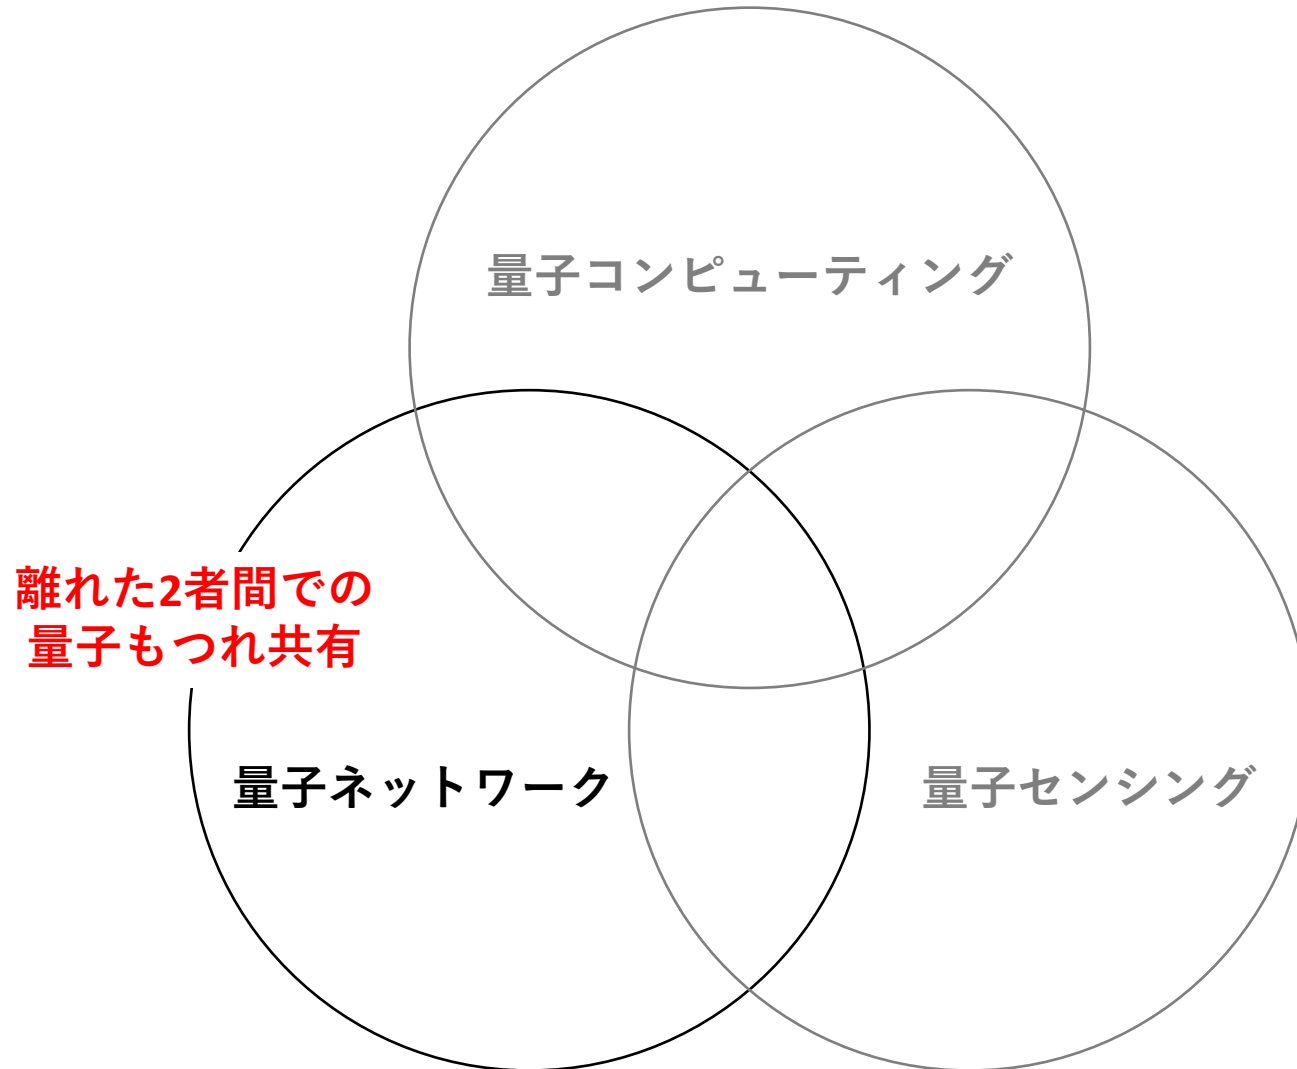 量子コンピューティング
離れた2者間での
量子もつれ共有
量子ネットワーク
量子センシング